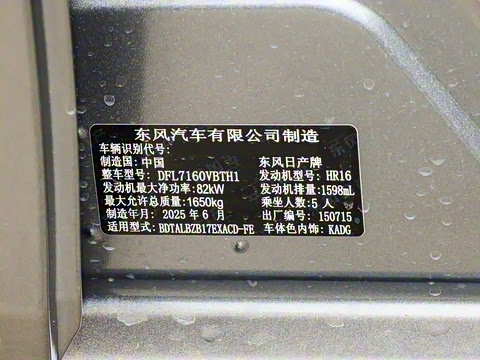 东风汽车有限公司制造
车辆识别代号:
制造国: 中国 东风日产牌
整车型号: DFL7160VBTH1 发动机型号: HR16
发动机最大净功率: 82kW 发动机排量: 1598mL
最大允许总质量: 1650kg 乘坐人数: 5 人
制造年月: 2025 年 6 月 出厂编号: 150715
适用型号: BDTALBZB17EXACD-FE 车体色内饰: KADG